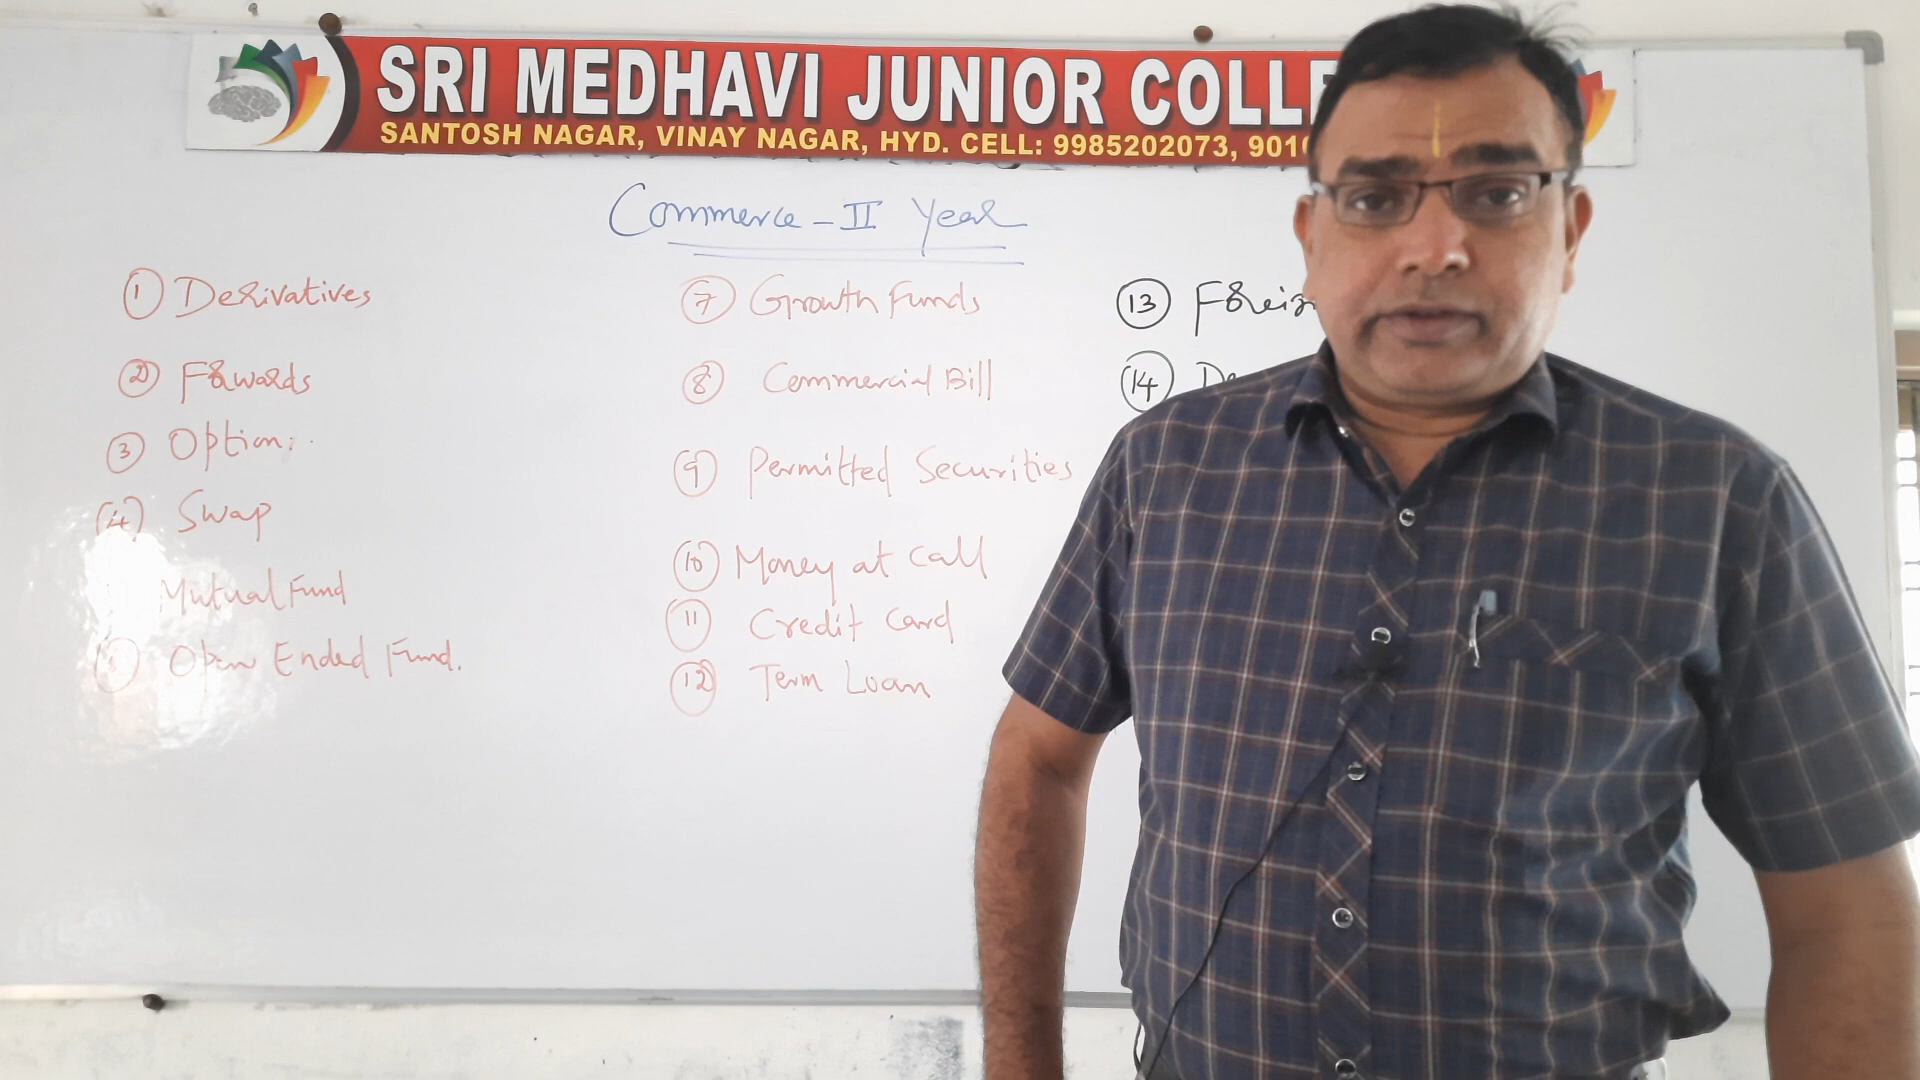 SRI MEDHAVI JUNIOR COLLE
SANTOSH NAGAR, VINAY NAGAR, HYD. CELL: 9985202073, 901
Commerce - II Year
1 Derivatives
2 Forwards
3 Option:
4 Swap
Mutual Fund
Open Ended Fund.
7 Growth Funds
8 Commercial Bill
9 Permitted Securities
10 Money at Call
11 Credit Card
12 Term Loan
13 Foreign
14 De